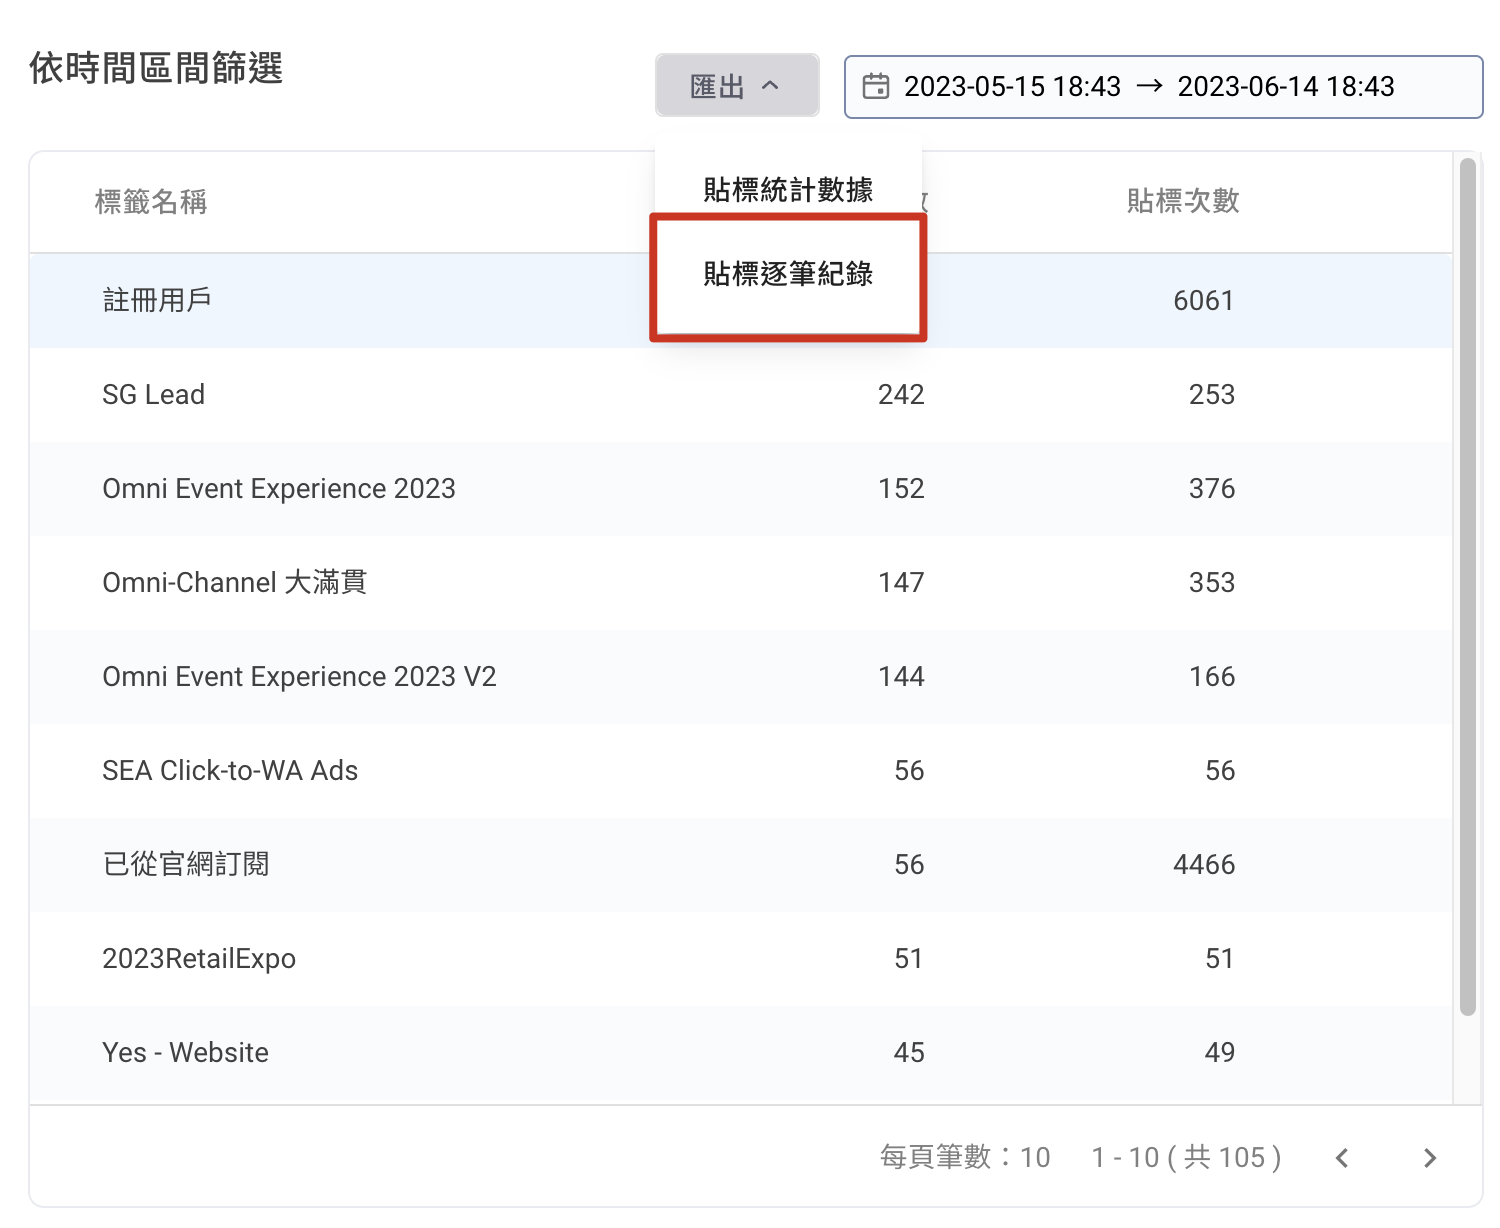 依時間區間篩選
匯出
2023-05-15 18:43 → 2023-06-14 18:43
貼標統計數據
貼標逐筆紀錄
標籤名稱 貼標次數
註冊用戶 6061
SG Lead 242 253
Omni Event Experience 2023 152 376
Omni-Channel 大滿貫 147 353
Omni Event Experience 2023 V2 144 166
SEA Click-to-WA Ads 56 56
已從官網訂閱 56 4466
2023RetailExpo 51 51
Yes - Website 45 49
每頁筆數：10 1 - 10 ( 共 105 )